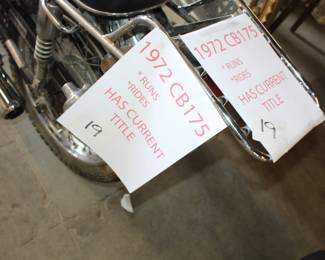 1972 CB175
* RUNS
*RIDES
HAS CURRENT
TITLE
19
1972 CB175
* RUNS
*RIDES
HAS CURRENT
TITLE
19